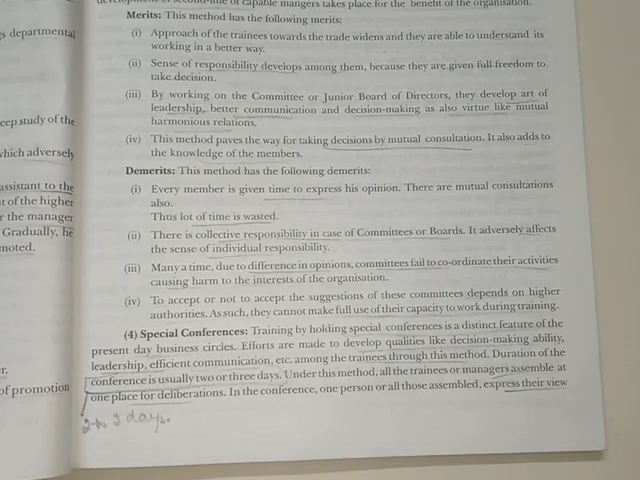 development of second-line of capable mangers takes place for the benefit of the organisation.
Merits: This method has the following merits:
(i) Approach of the trainees towards the trade widens and they are able to understand its
working in a better way.
(ii) Sense of responsibility develops among them, because they are given full freedom to
take decision.
(iii) By working on the Committee or Junior Board of Directors, they develop art of
leadership, better communication and decision-making as also virtue like mutual
harmonious relations.
(iv) This method paves the way for taking decisions by mutual consultation. It also adds to
the knowledge of the members.
Demerits: This method has the following demerits:
(i) Every member is given time to express his opinion. There are mutual consultations
also.
Thus lot of time is wasted.
(ii) There is collective responsibility in case of Committees or Boards. It adversely affects
the sense of individual responsibility.
(iii) Many a time, due to difference in opinions, committees fail to co-ordinate their activities
causing harm to the interests of the organisation.
(iv) To accept or not to accept the suggestions of these committees depends on higher
authorities. As such, they cannot make full use of their capacity to work during training.
(4) Special Conferences: Training by holding special conferences is a distinct feature of the
present day business circles. Efforts are made to develop qualities like decision-making ability,
leadership, efficient communication, etc. among the trainees through this method. Duration of the
conference is usually two or three days. Under this method, all the trainees or managers assemble at
one place for deliberations. In the conference, one person or all those assembled, express their view
2 to 3 days.
departmental
study of the
which adversely
assistant to the
of the higher
the manager
Gradually, he
of promotion